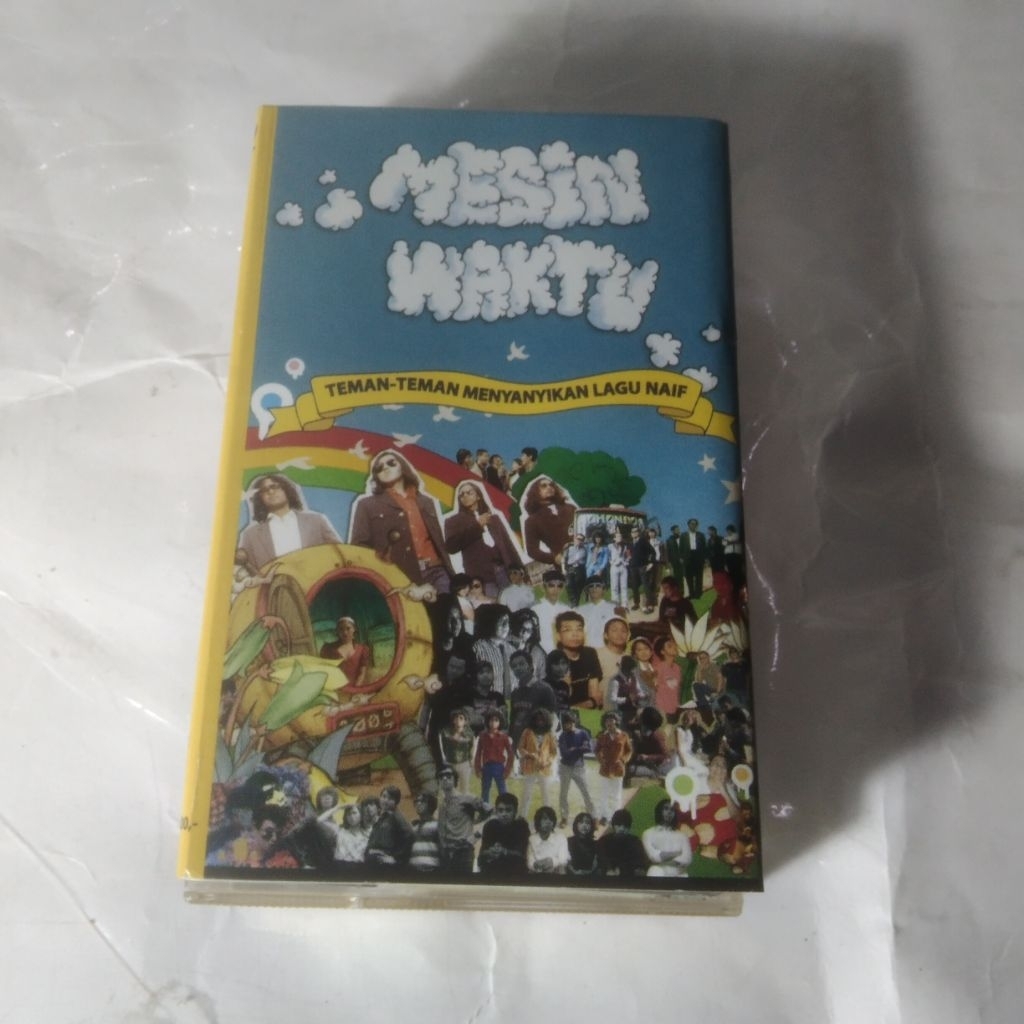 MESiN
WAKTU
TEMAN-TEMAN MENYANYIKAN LAGU NAIF